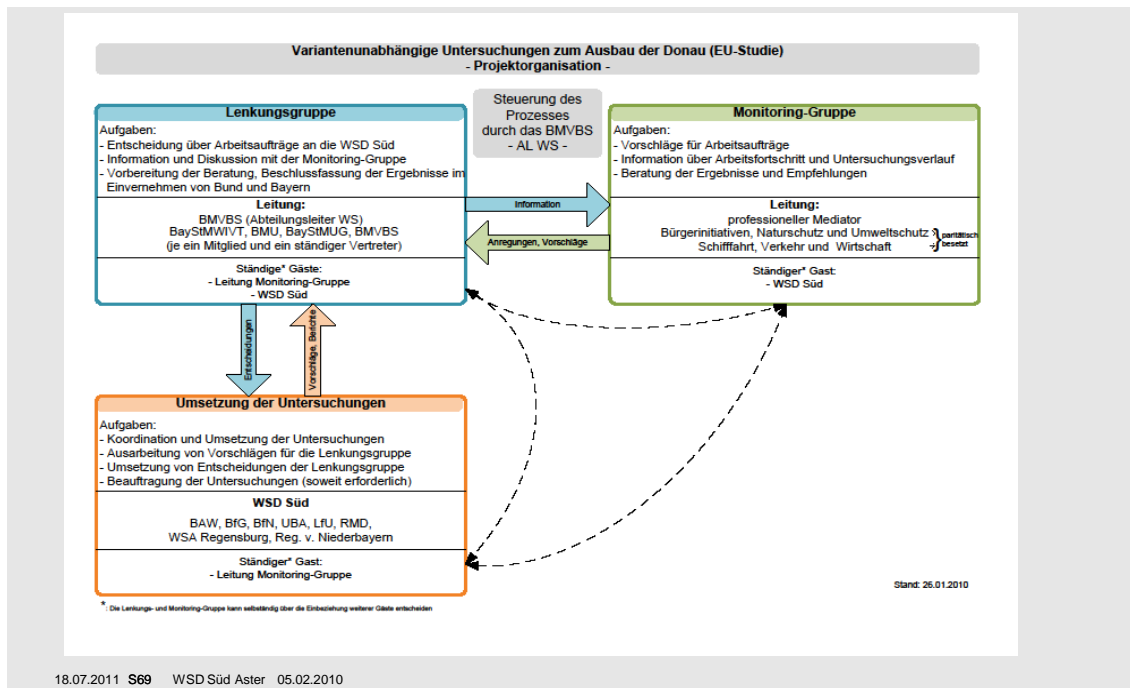 Variantenunabhängige Untersuchungen zum Ausbau der Donau (EU-Studie)
- Projektorganisation -
Steuerung des
Prozesses
durch das BMVBS
- AL WS -
Lenkungsgruppe
Aufgaben:
- Entscheidung über Arbeitsaufträge an die WSD Süd
- Information und Diskussion mit der Monitoring-Gruppe
- Vorbereitung der Beratung, Beschlussfassung der Ergebnisse im
Einvernehmen von Bund und Bayern
Leitung:
BMVBS (Abteilungsleiter WS)
BayStMWIVT, BMU, BayStMUG, BMVBS
(je ein Mitglied und ein ständiger Vertreter)
Ständige* Gäste:
- Leitung Monitoring-Gruppe
- WSD Süd
Information
Anregungen, Vorschläge
Monitoring-Gruppe
Aufgaben:
- Vorschläge für Arbeitsaufträge
- Information über Arbeitsfortschritt und Untersuchungsverlauf
- Beratung der Ergebnisse und Empfehlungen
Leitung:
professioneller Mediator
Bürgerinitiativen, Naturschutz und Umweltschutz
Schifffahrt, Verkehr und Wirtschaft
paritätisch
besetzt
Ständiger* Gast:
- WSD Süd
Entscheidungen
Vorschläge, Berichte
Umsetzung der Untersuchungen
Aufgaben:
- Koordination und Umsetzung der Untersuchungen
- Ausarbeitung von Vorschlägen für die Lenkungsgruppe
- Umsetzung von Entscheidungen der Lenkungsgruppe
- Beauftragung der Untersuchungen (soweit erforderlich)
WSD Süd
BAW, BfG, BfN, UBA, LfU, RMD,
WSA Regensburg, Reg. v. Niederbayern
Ständiger* Gast:
- Leitung Monitoring-Gruppe
Stand: 26.01.2010
*: Die Lenkungs- und Monitoring-Gruppe kann selbständig über die Einbeziehung weiterer Gäste entscheiden
18.07.2011 S69 WSD Süd Aster 05.02.2010